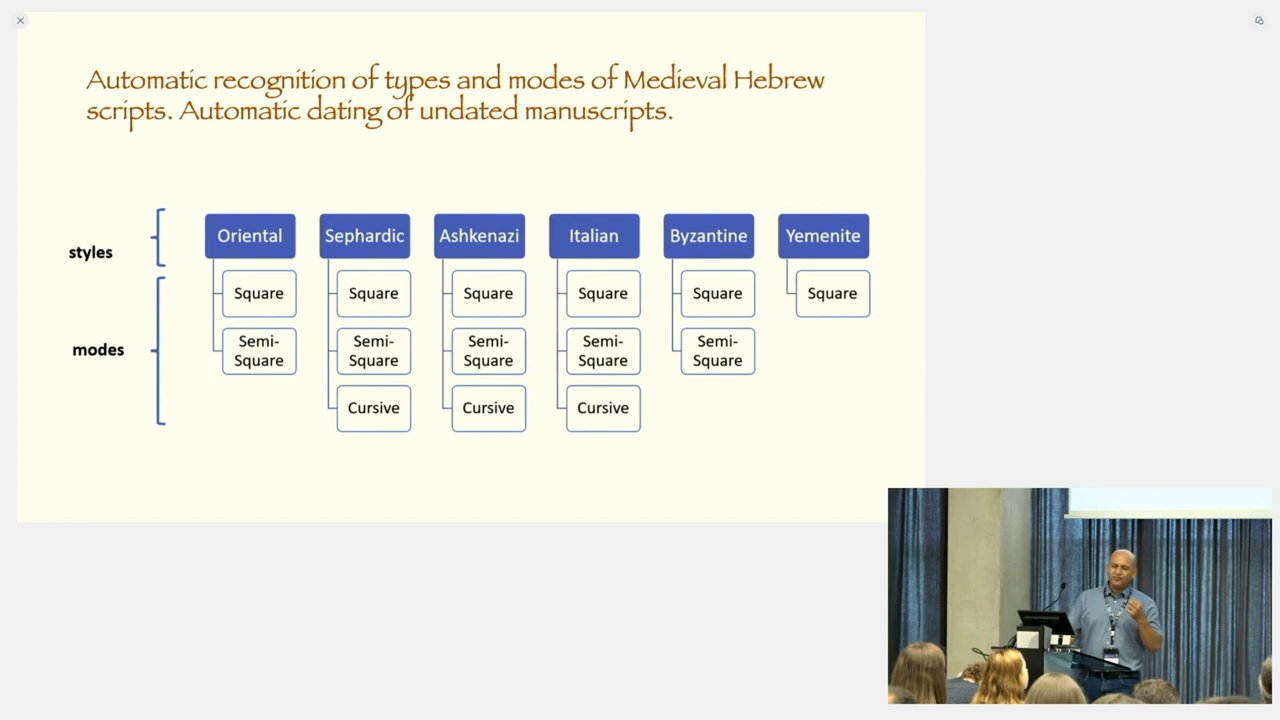 Automatic recognition of types and modes of Medieval Hebrew
scripts. Automatic dating of undated manuscripts.
styles
Oriental
Sephardic
Ashkenazi
Italian
Byzantine
Yemenite
modes
Square
Square
Square
Square
Square
Square
Semi-
Square
Semi-
Square
Semi-
Square
Semi-
Square
Semi-
Square
Cursive
Cursive
Cursive